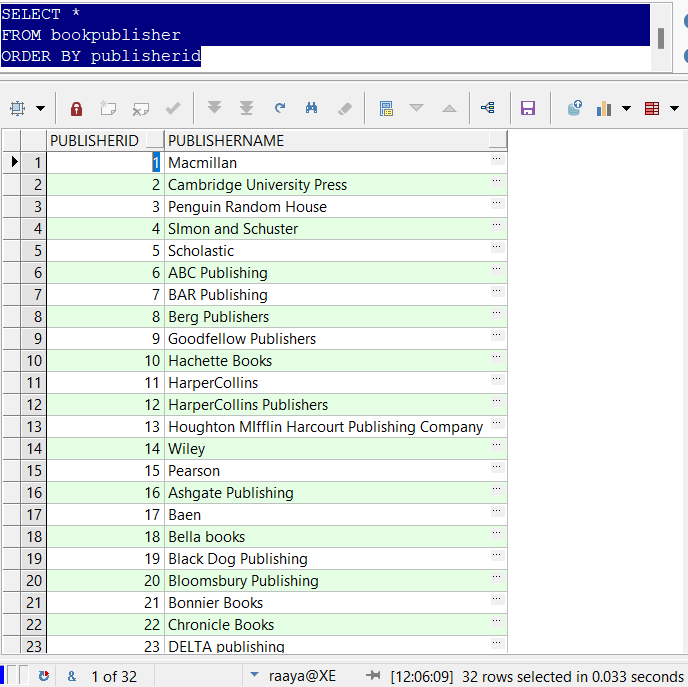 SELECT *
FROM bookpublisher
ORDER BY publisherid
PUBLISHERID PUBLISHERNAME
1 1 Macmillan ...
2 2 Cambridge University Press ...
3 3 Penguin Random House ...
4 4 SImon and Schuster ...
5 5 Scholastic ...
6 6 ABC Publishing ...
7 7 BAR Publishing ...
8 8 Berg Publishers ...
9 9 Goodfellow Publishers ...
10 10 Hachette Books ...
11 11 HarperCollins ...
12 12 HarperCollins Publishers ...
13 13 Houghton MIfflin Harcourt Publishing Company ...
14 14 Wiley ...
15 15 Pearson ...
16 16 Ashgate Publishing ...
17 17 Baen ...
18 18 Bella books ...
19 19 Black Dog Publishing ...
20 20 Bloomsbury Publishing ...
21 21 Bonnier Books ...
22 22 Chronicle Books ...
23 23 DELTA publishing ...
& 1 of 32 raaya@XE [12:06:09] 32 rows selected in 0.033 seconds